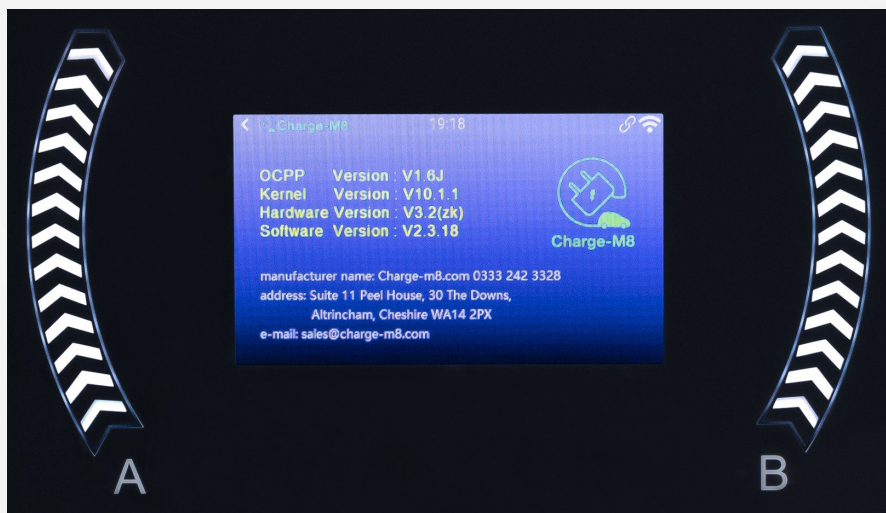 Charge-M8 19:18
OCPP Version : V1.6J
Kernel Version : V10.1.1
Hardware Version : V3.2(zk)
Software Version : V2.3.18
Charge-M8
manufacturer name: Charge-m8.com 0333 242 3328
address: Suite 11 Peel House, 30 The Downs,
Altrincham, Cheshire WA14 2PX
e-mail: sales@charge-m8.com
A
B